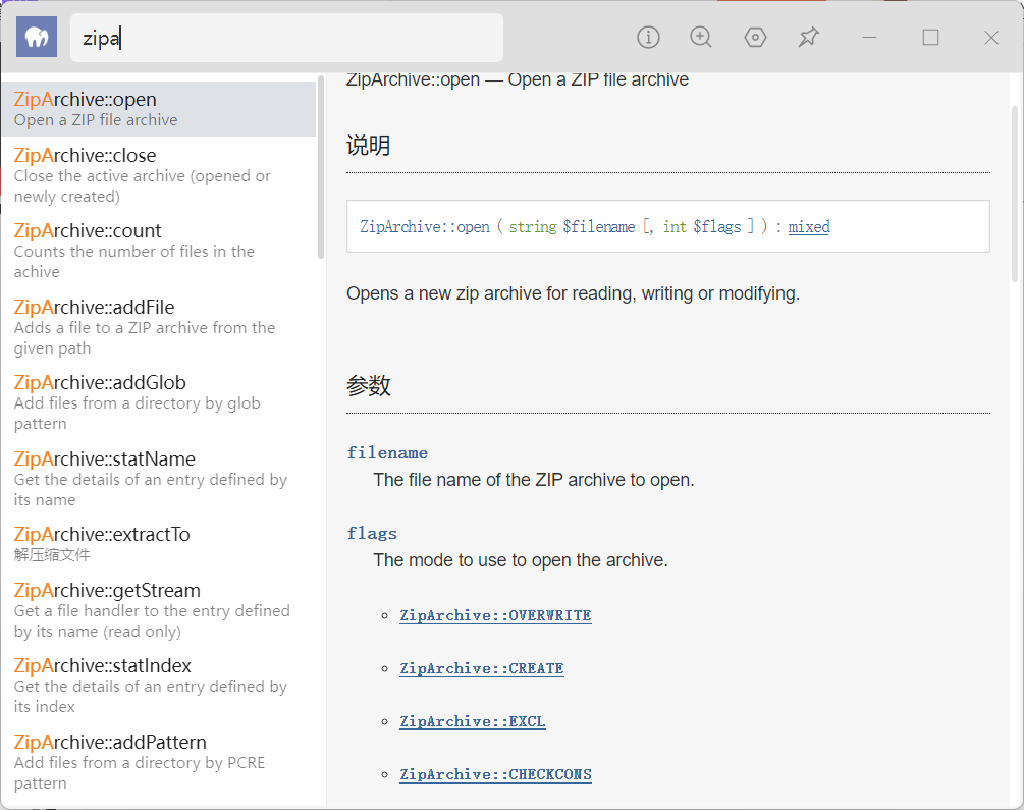 zipa
ZipArchive::open
Open a ZIP file archive
ZipArchive::close
Close the active archive (opened or
newly created)
ZipArchive::count
Counts the number of files in the
achive
ZipArchive::addFile
Adds a file to a ZIP archive from the
given path
ZipArchive::addGlob
Add files from a directory by glob
pattern
ZipArchive::statName
Get the details of an entry defined by
its name
ZipArchive::extractTo
解压缩文件
ZipArchive::getStream
Get a file handler to the entry defined
by its name (read only)
ZipArchive::statIndex
Get the details of an entry defined by
its index
ZipArchive::addPattern
Add files from a directory by PCRE
pattern
ZipArchive::open — Open a ZIP file archive
说明
ZipArchive::open ( string $filename [, int $flags ] ) : mixed
Opens a new zip archive for reading, writing or modifying.
参数
filename
The file name of the ZIP archive to open.
flags
The mode to use to open the archive.
ZipArchive::OVERWRITE
ZipArchive::CREATE
ZipArchive::EXCL
ZipArchive::CHECKCONS